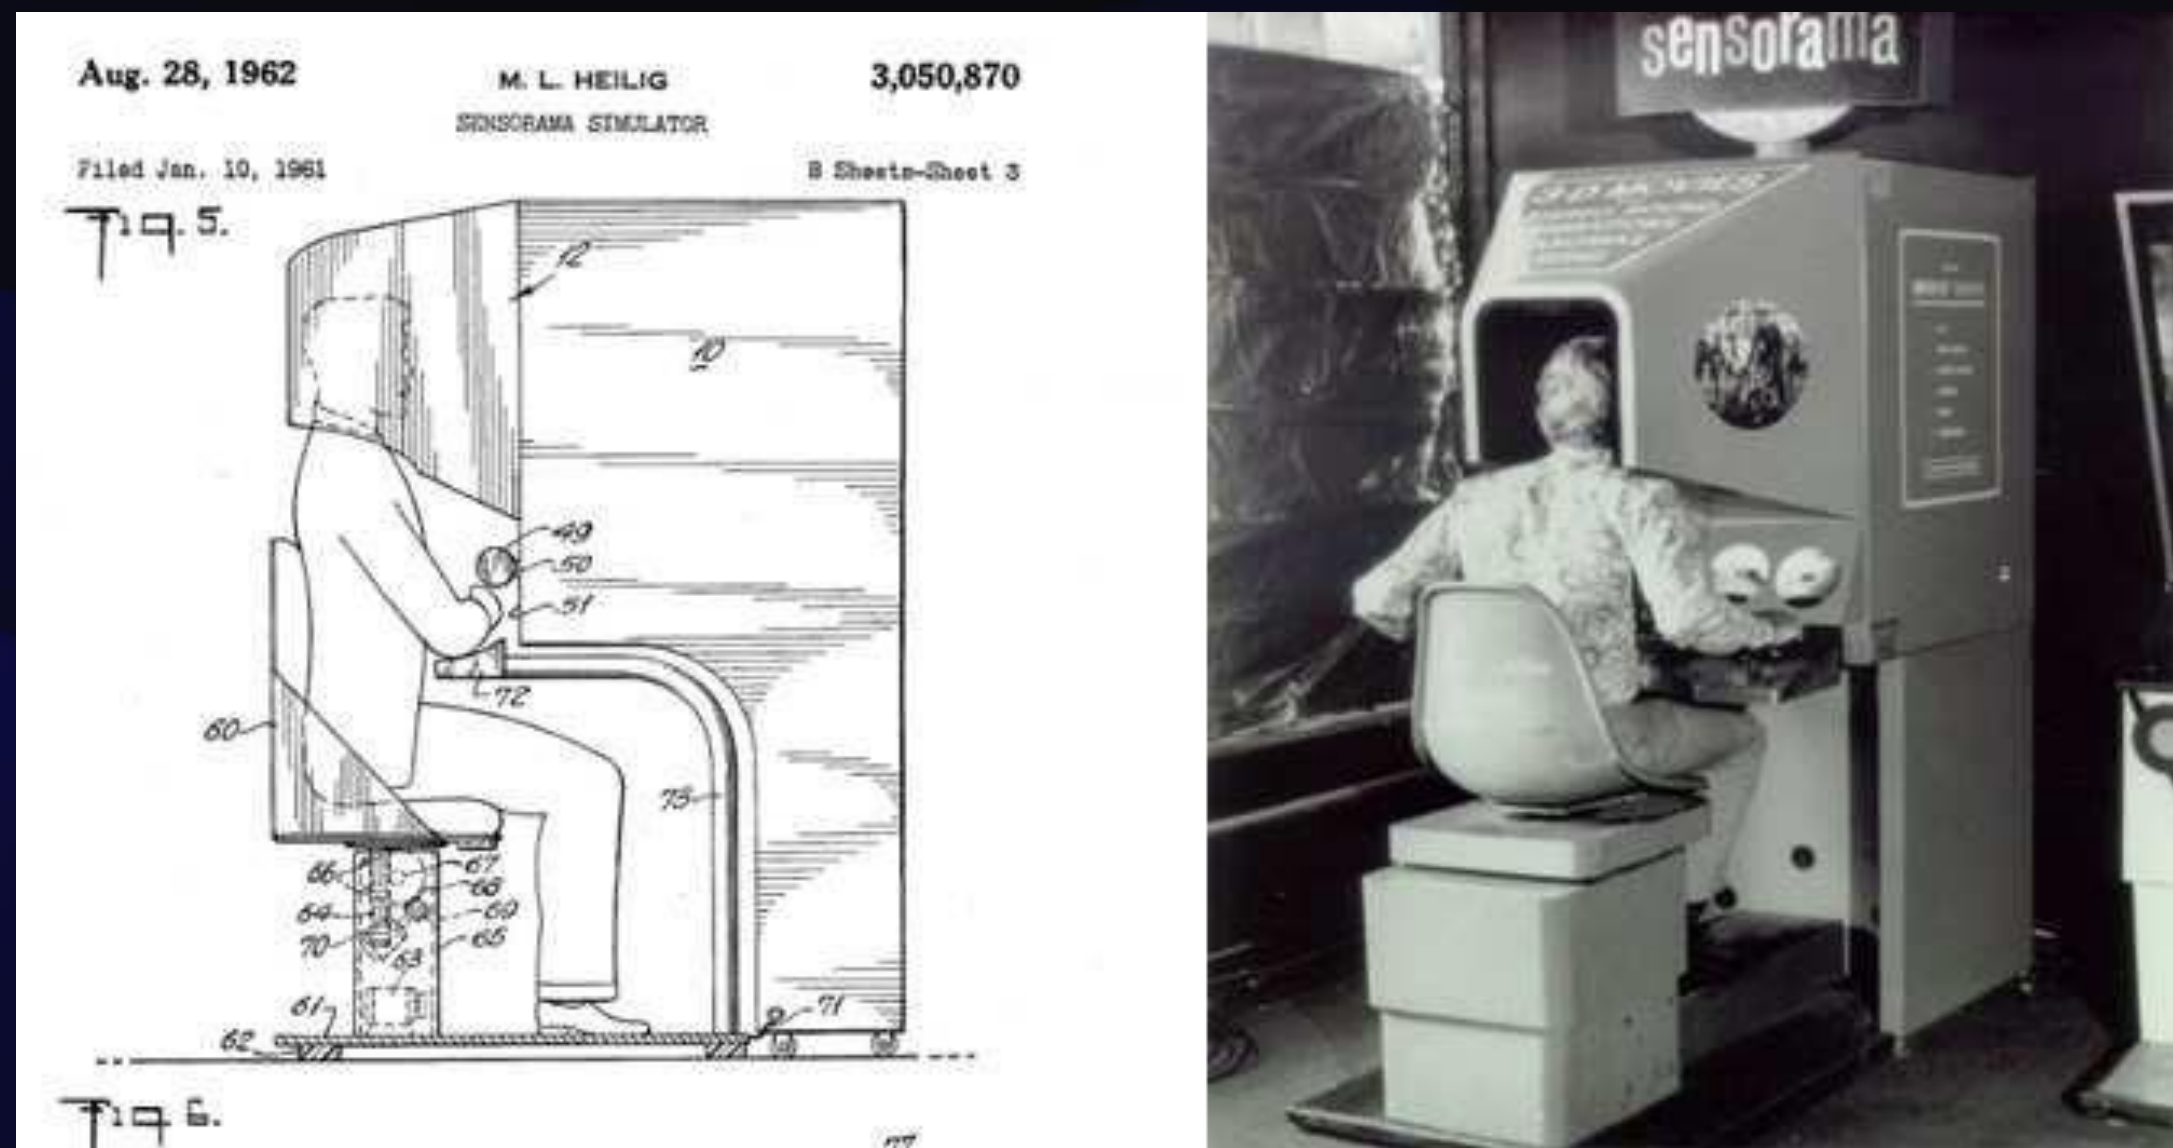 Aug. 28, 1962
M. L. HEILIG
3,050,870
SENSORAMA SIMULATOR
Filed Jan. 10, 1961
8 Sheets-Sheet 3
Fig. 5.
12
10
49
50
51
72
60
73
66
67
68
64
69
70
65
63
61
71
62
Fig. 6.
77
sensorama